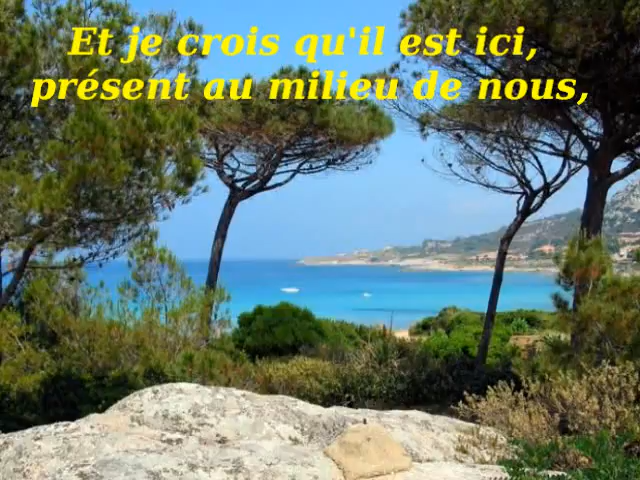 Et je crois qu'il est ici,
présent au milieu de nous,